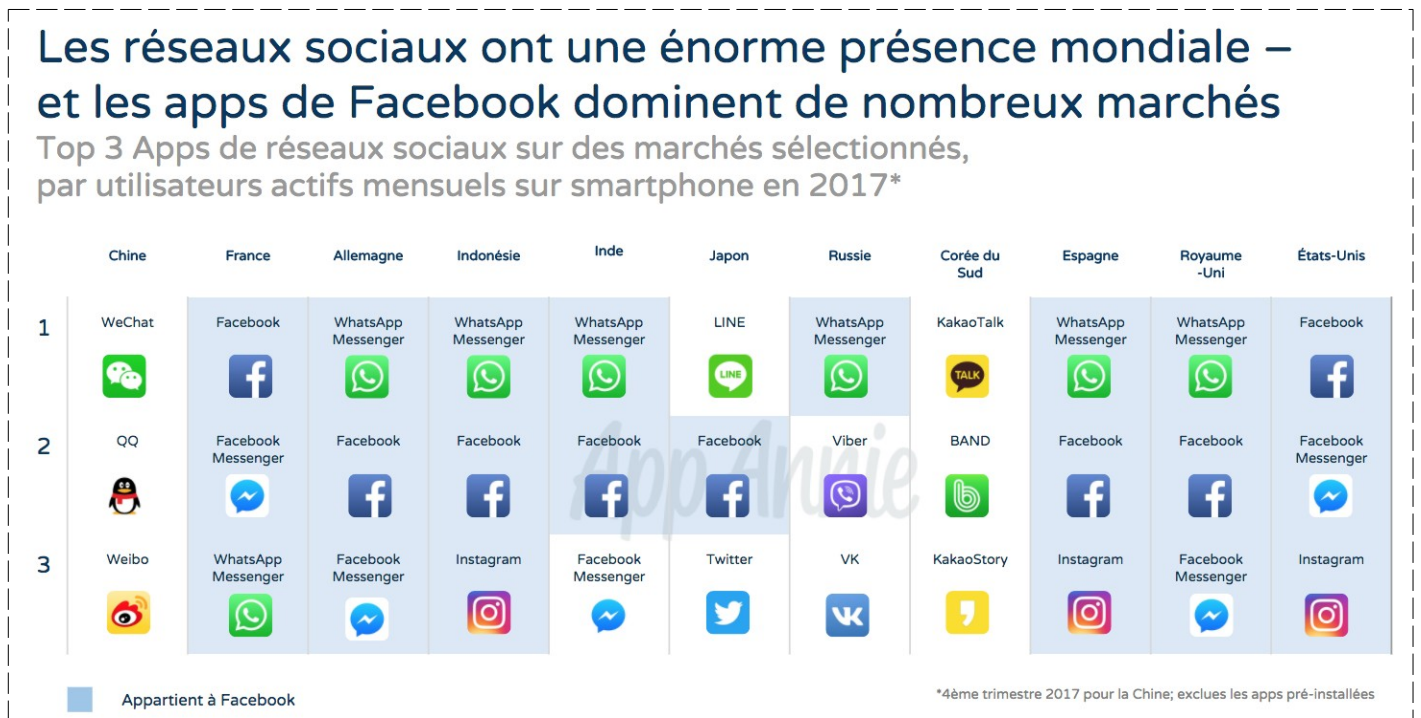 Les réseaux sociaux ont une énorme présence mondiale –
et les apps de Facebook dominent de nombreux marchés
Top 3 Apps de réseaux sociaux sur des marchés sélectionnés,
par utilisateurs actifs mensuels sur smartphone en 2017*
Chine France Allemagne Indonésie Inde Japon Russie Corée du Sud Espagne Royaume-Uni États-Unis
1 WeChat Facebook WhatsApp Messenger WhatsApp Messenger WhatsApp Messenger LINE WhatsApp Messenger KakaoTalk WhatsApp Messenger WhatsApp Messenger Facebook
LINE TALK
2 QQ Facebook Messenger Facebook Facebook Facebook Facebook Viber BAND Facebook Facebook Facebook Messenger
App Annie
3 Weibo WhatsApp Messenger Facebook Messenger Instagram Facebook Messenger Twitter VK KakaoStory Instagram Facebook Messenger Instagram
Appartient à Facebook
*4ème trimestre 2017 pour la Chine; exclues les apps pré-installées